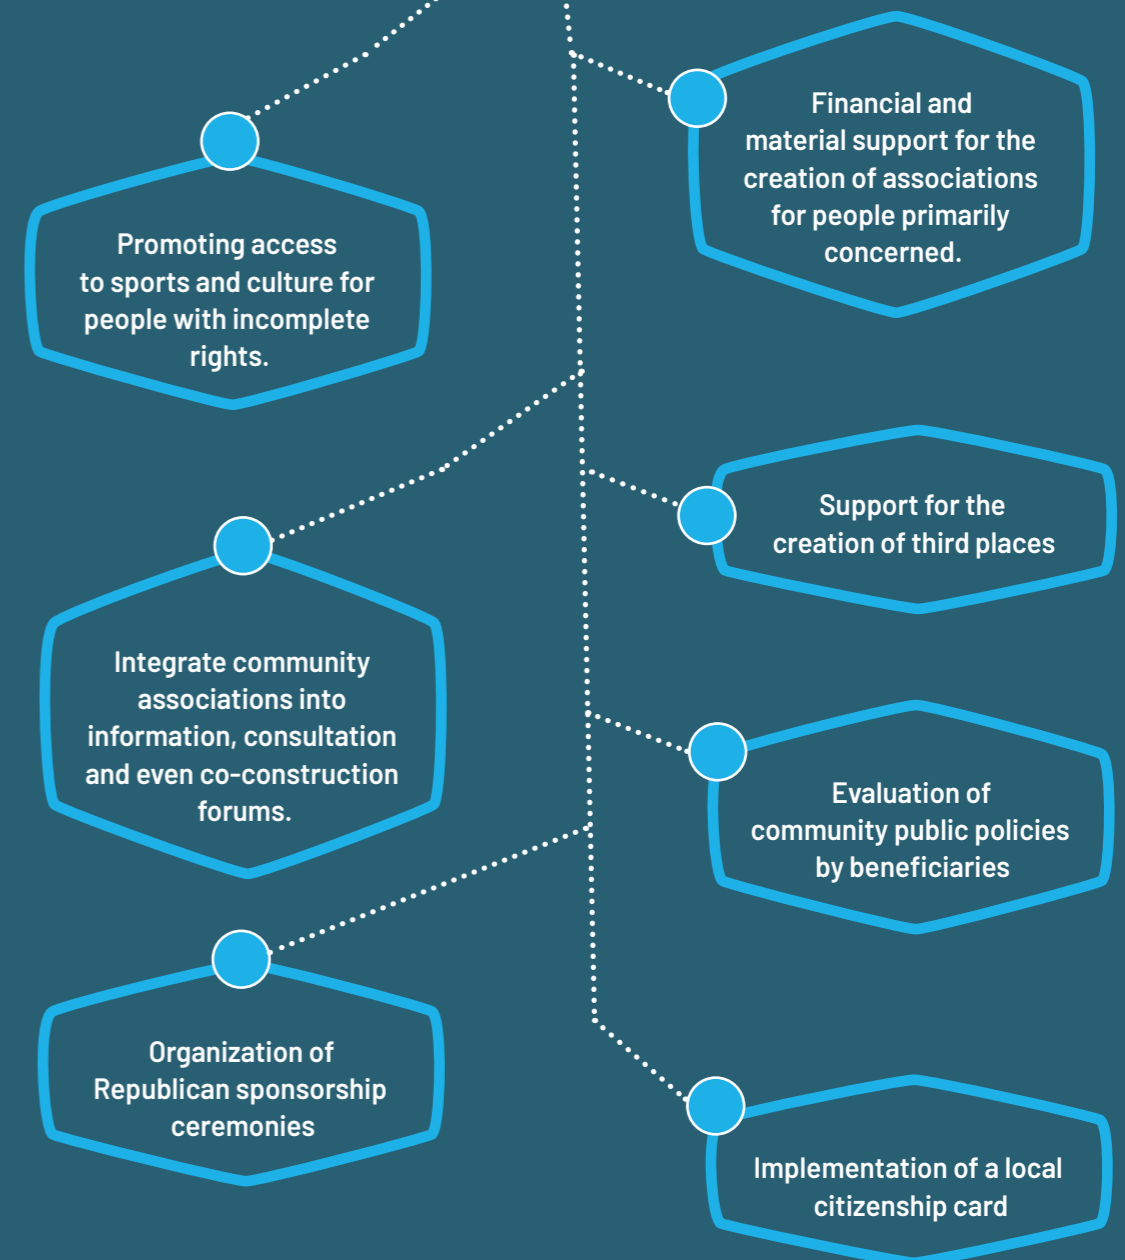 Financial and
material support for the
creation of associations
for people primarily
concerned.
Promoting access
to sports and culture for
people with incomplete
rights.
Support for the
creation of third places
Integrate community
associations into
information, consultation
and even co-construction
forums.
Evaluation of
community public policies
by beneficiaries
Organization of
Republican sponsorship
ceremonies
Implementation of a local
citizenship card